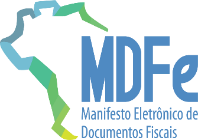 MDFe
Manifesto Eletrônico de
Documentos Fiscais